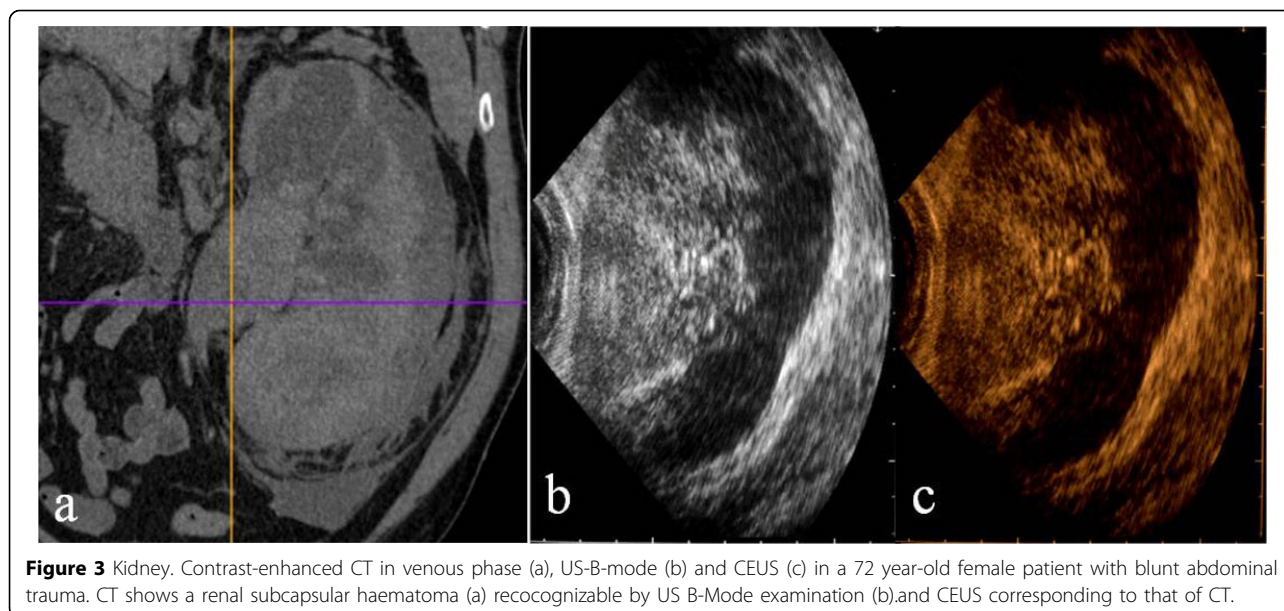 a
b
c
Figure 3 Kidney. Contrast-enhanced CT in venous phase (a), US-B-mode (b) and CEUS (c) in a 72 year-old female patient with blunt abdominal
trauma. CT shows a renal subcapsular haematoma (a) recocognizable by US B-Mode examination (b).and CEUS corresponding to that of CT.